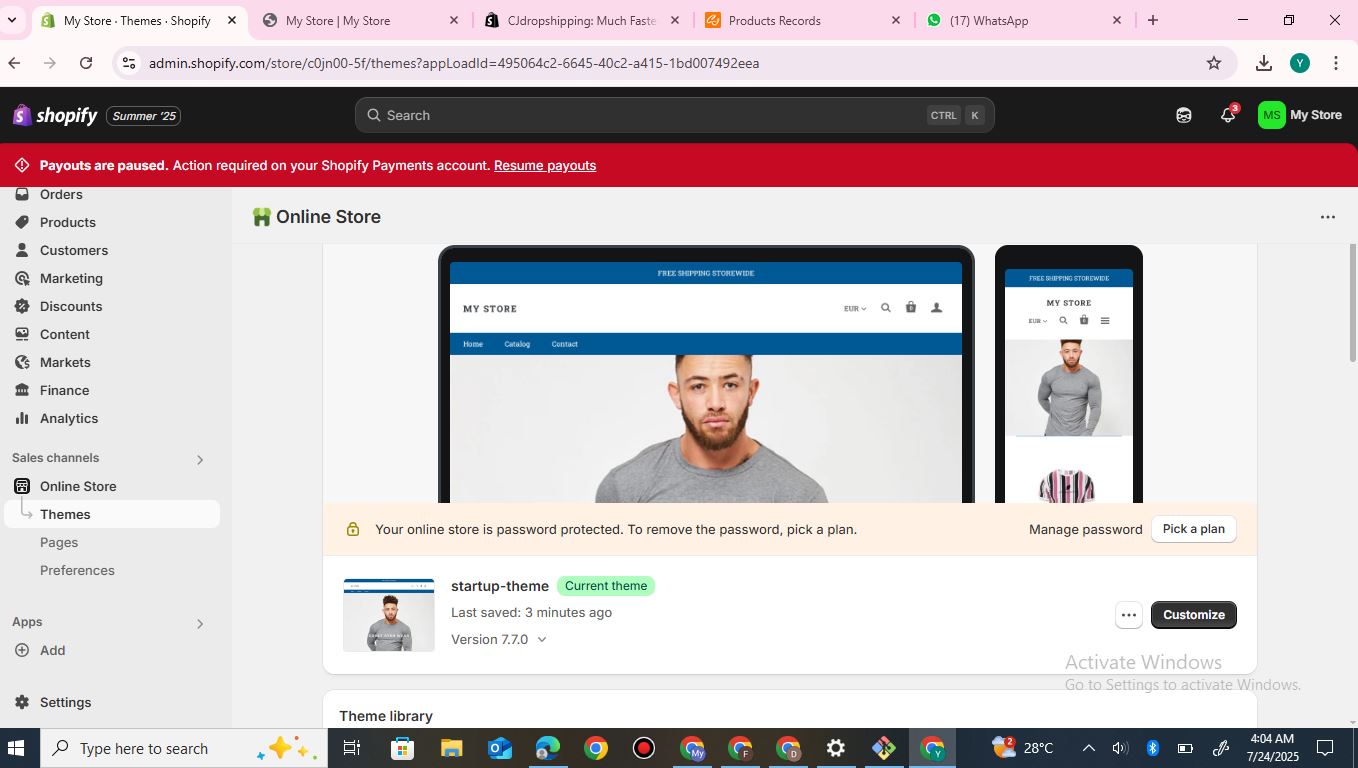 My Store · Themes · Shopify
My Store | My Store
CJdropshipping: Much Faste
Products Records
(17) WhatsApp
admin.shopify.com/store/c0jn00-5f/themes?appLoadId=495064c2-6645-40c2-a415-1bd007492eea
Y
shopify
Summer '25
Search
CTRL K
3
MS
My Store
Payouts are paused. Action required on your Shopify Payments account. Resume payouts
Orders
Products
Customers
Marketing
Discounts
Content
Markets
Finance
Analytics
Sales channels
Online Store
Themes
Pages
Preferences
Apps
Add
Settings
Online Store
FREE SHIPPING STOREWIDE
MY STORE
EUR
Home Catalog Contact
FREE SHIPPING STOREWIDE
MY STORE
EUR
Your online store is password protected. To remove the password, pick a plan.
Manage password
Pick a plan
startup-theme
Current theme
Last saved: 3 minutes ago
Version 7.7.0
Customize
Activate Windows
Go to Settings to activate Windows.
Theme library
Type here to search
My
F
D
Y
2
28°C
4:04 AM
7/24/2025